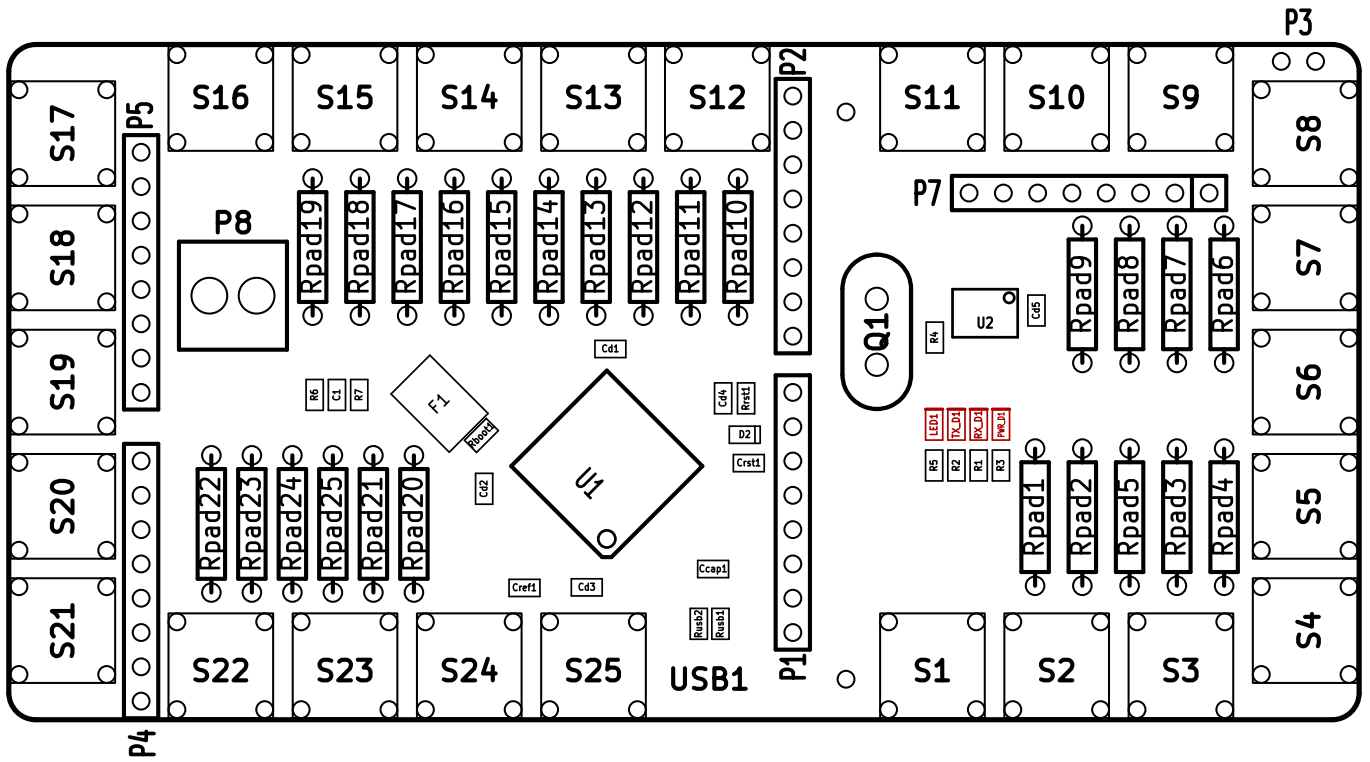 P3
S16
S15
S14
S13
S12
P2
S11
S10
S9
S17
P5
S8
P7
Rpad19
Rpad18
Rpad17
Rpad16
Rpad15
Rpad14
Rpad13
Rpad12
Rpad11
Rpad10
P8
S18
S7
Rpad9
Rpad8
Rpad7
Rpad6
Q1
U2
Cd5
R4
Cd1
S19
S6
R6
C1
R7
F1
Rboot1
Cd4
Rrst1
D2
Crst1
LED1
TX_D1
RX_D1
PWR_D1
R5
R2
R1
R3
U1
Cd2
S20
S5
Rpad22
Rpad23
Rpad24
Rpad25
Rpad21
Rpad20
Rpad1
Rpad2
Rpad5
Rpad3
Rpad4
Ccap1
Cref1
Cd3
Rusb2
Rusb1
S21
S4
S22
S23
S24
S25
USB1
P1
S1
S2
S3
P4